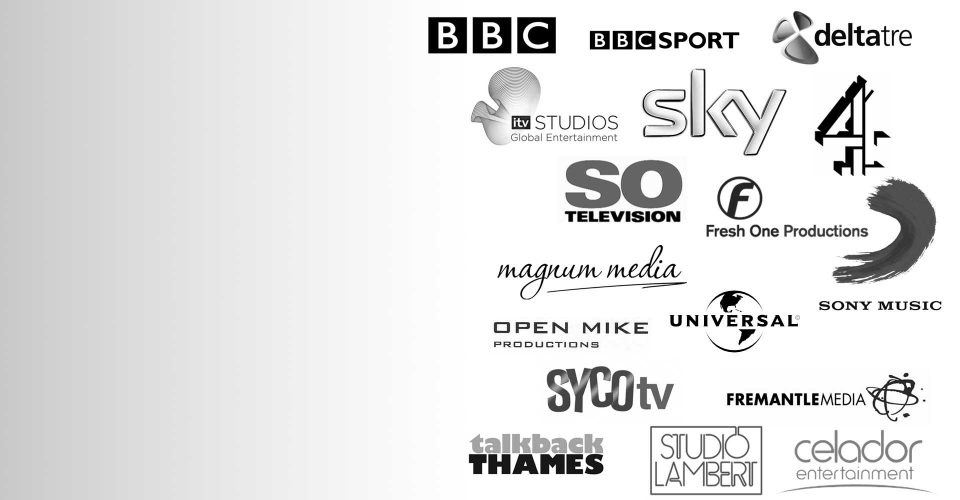 BBC
BBC SPORT
deltatre
itv STUDIOS
Global Entertainment
sky
4
SO
TELEVISION
F
Fresh One Productions
magnum media
SONY MUSIC
UNIVERSAL
OPEN MIKE
PRODUCTIONS
SYCOtv
FREMANTLEMEDIA
talkback
THAMES
STUDIO
LAMBERT
celador
entertainment